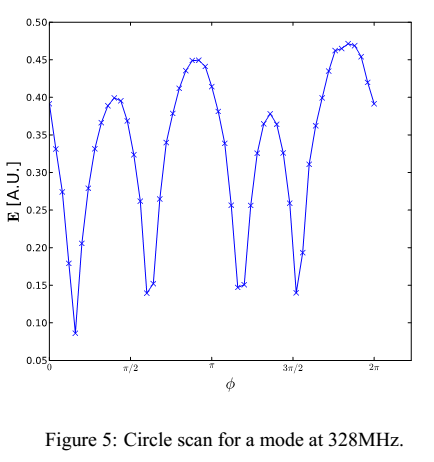 0.50
0.45
0.40
0.35
0.30
0.25
0.20
0.15
0.10
0.05
E [A.U.]
0 π/2 π 3π/2 2π
ϕ
Figure 5: Circle scan for a mode at 328MHz.